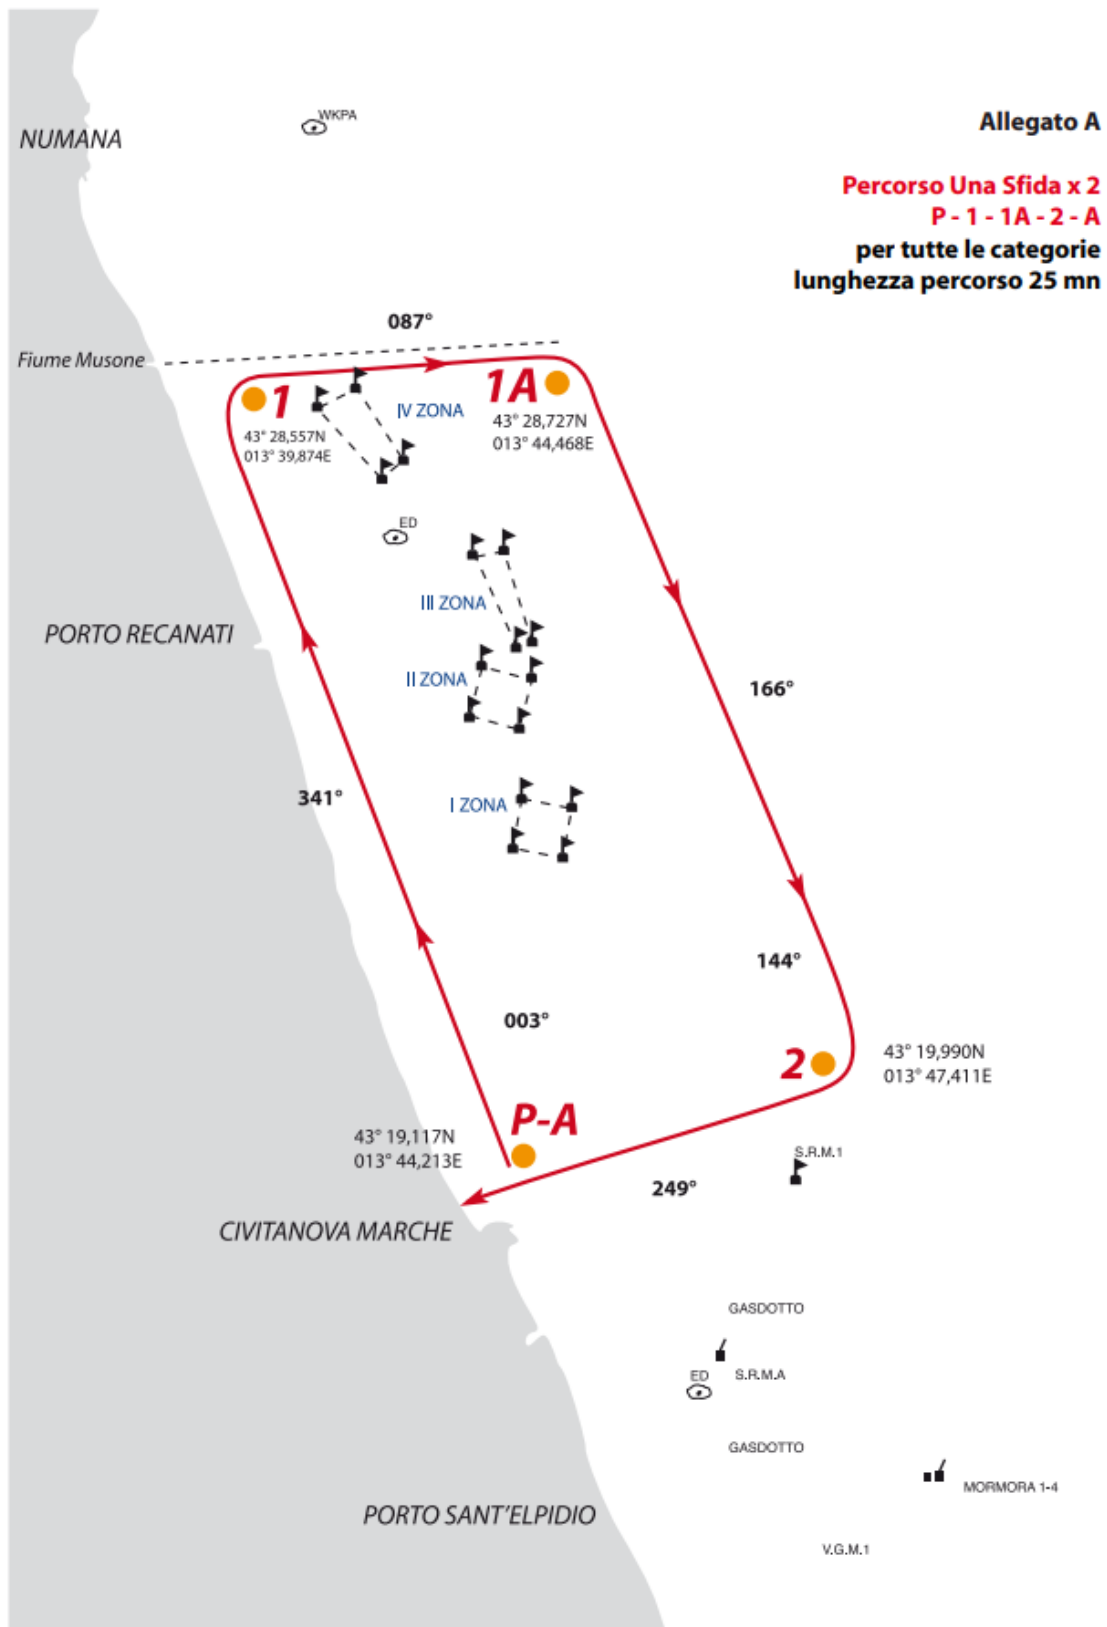 WKPA
NUMANA
Allegato A
Percorso Una Sfida x 2
P - 1 - 1A - 2 - A
per tutte le categorie
lunghezza percorso 25 mn
087°
Fiume Musone
1
1A
IV ZONA
43° 28,557N
013° 39,874E
43° 28,727N
013° 44,468E
ED
III ZONA
PORTO RECANATI
II ZONA
166°
341°
I ZONA
144°
003°
2
43° 19,990N
013° 47,411E
P-A
43° 19,117N
013° 44,213E
S.R.M.1
249°
CIVITANOVA MARCHE
GASDOTTO
ED
S.R.M.A
GASDOTTO
MORMORA 1-4
PORTO SANT'ELPIDIO
V.G.M.1